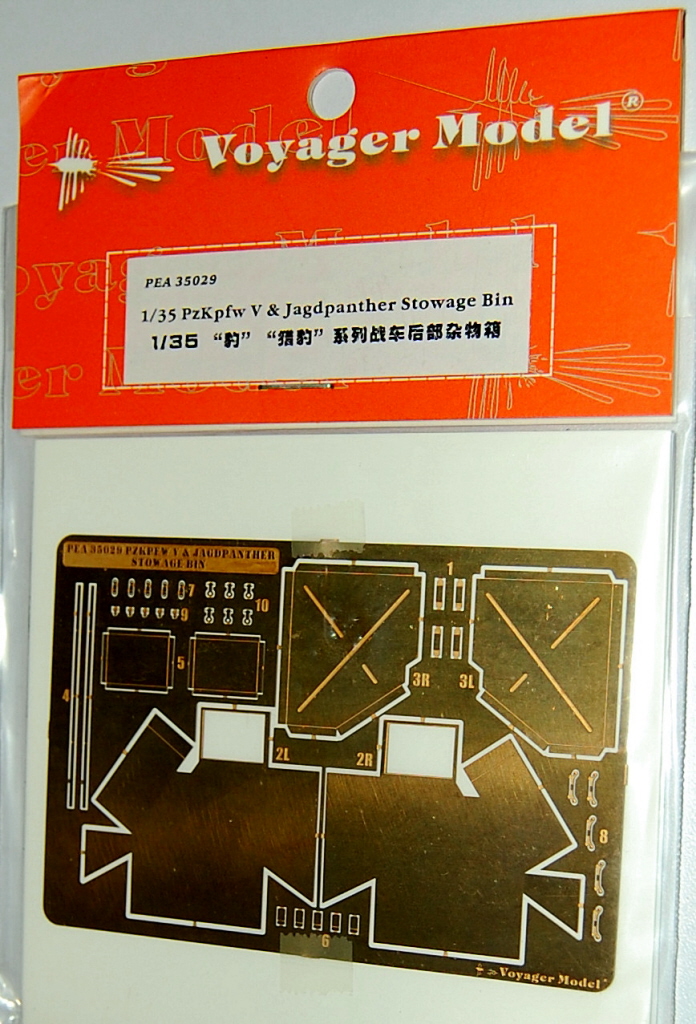 Voyager Model ®
PEA 35029
1/35 PzKpfw V & Jagdpanther Stowage Bin
1/35 “豹” “猎豹” 系列战车后部杂物箱
PEA 35029 PZKPFW V & JAGDPANTHER
STOWAGE BIN
1
7
9
10
5
3R
3L
4
2L
2R
8
6
Voyager Model